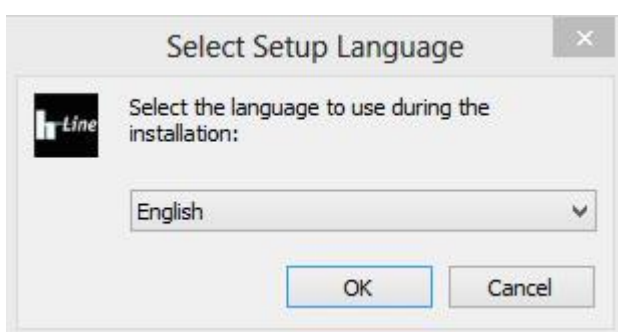 Select Setup Language
h-Line
Select the language to use during the
installation:
English
OK
Cancel